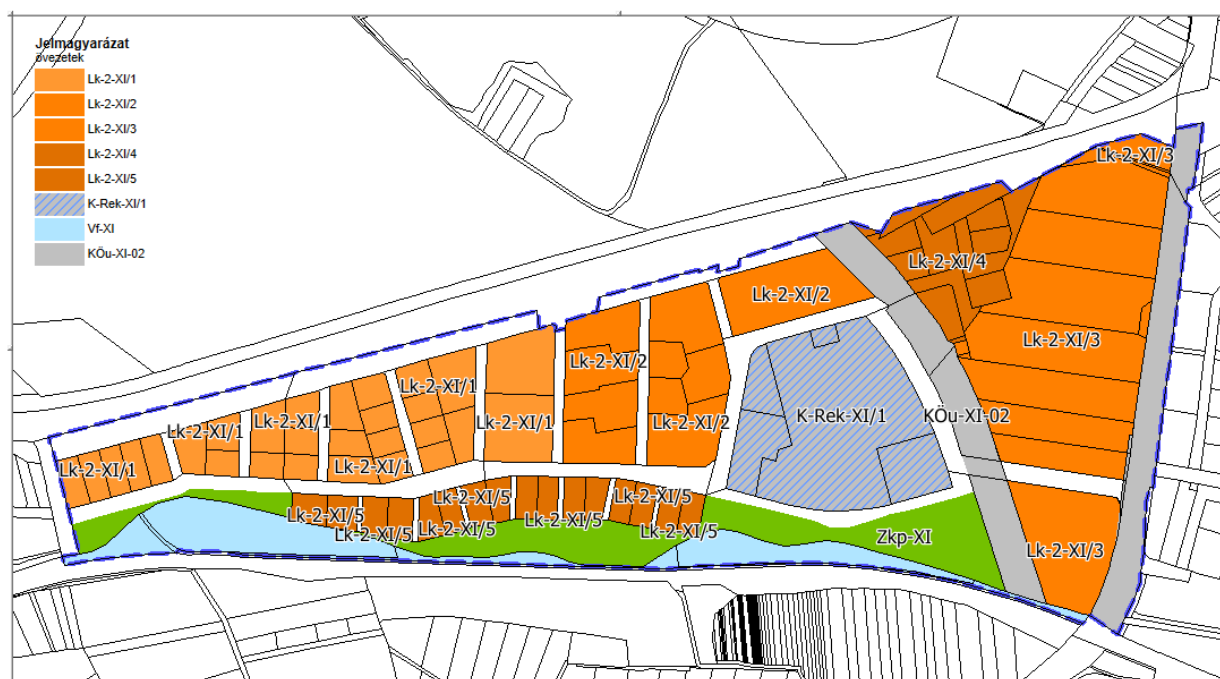 Jelmagyarázat
övezetek
Lk-2-XI/1
Lk-2-XI/2
Lk-2-XI/3
Lk-2-XI/4
Lk-2-XI/5
K-Rek-XI/1
Vf-XI
KÖu-XI-02
Lk-2-XI/3
Lk-2-XI/4
Lk-2-XI/2
Lk-2-XI/3
Lk-2-XI/2
Lk-2-XI/1
Lk-2-XI/1
Lk-2-XI/1
Lk-2-XI/2
K-Rek-XI/1
KÖu-XI-02
Lk-2-XI/1
Lk-2-XI/1
Lk-2-XI/1
Lk-2-XI/5
Lk-2-XI/5
Lk-2-XI/5
Lk-2-XI/5
Lk-2-XI/5
Lk-2-XI/5
Lk-2-XI/5
Zkp-XI
Lk-2-XI/3